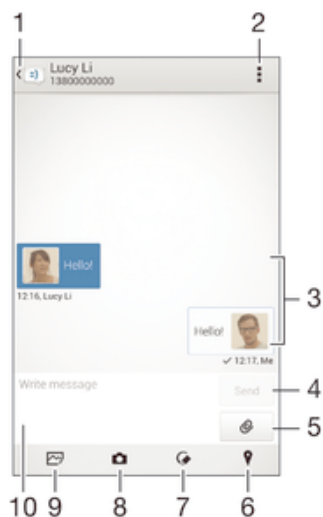 1 2
Lucy Li
13800000000
Hello!
12:16, Lucy Li
3
Hello!
12:17, Me
Write message
Send 4
5
10 9 8 7 6